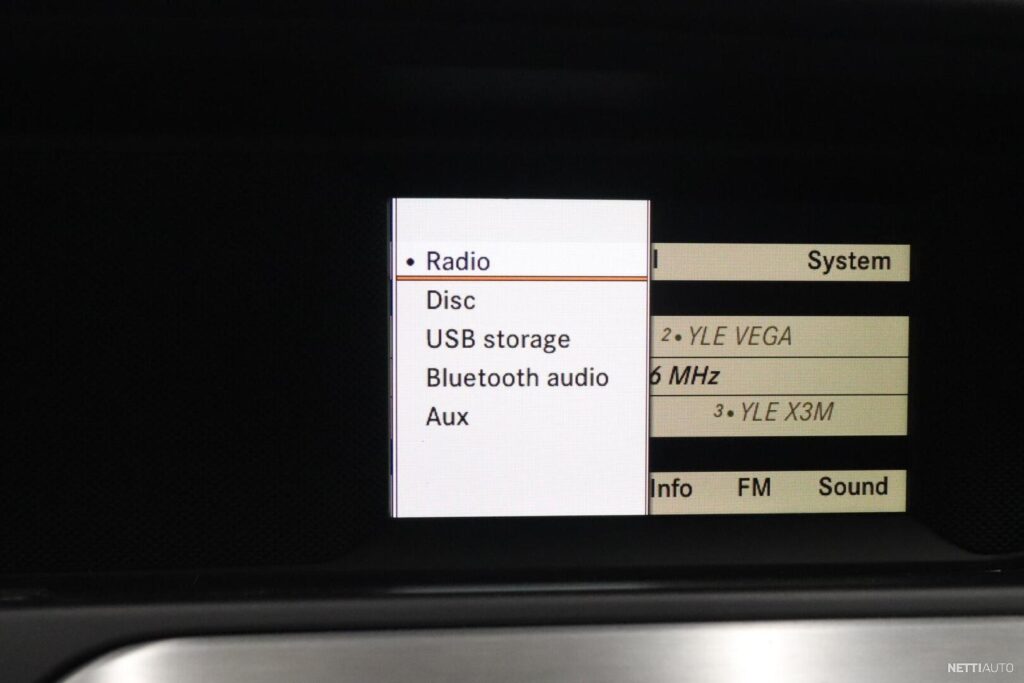 • Radio
Disc
USB storage
Bluetooth audio
Aux
System
2• YLE VEGA
6 MHz
3• YLE X3M
Info FM Sound
NETTIAUTO